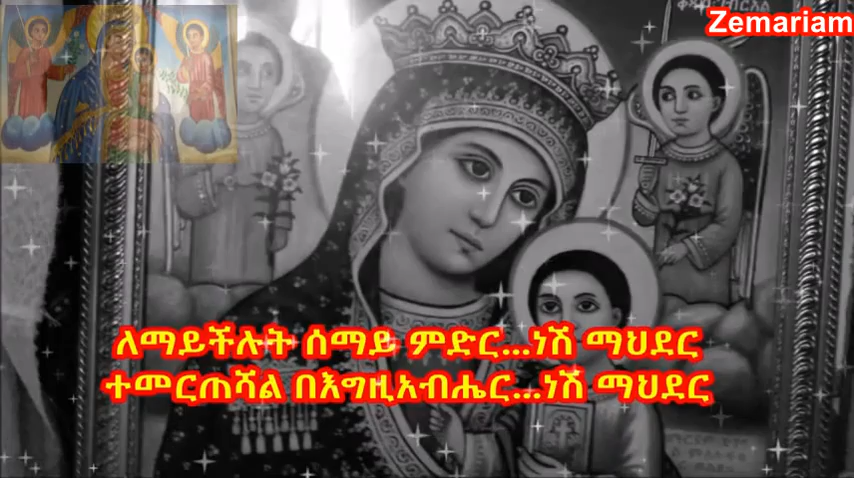 Zemariam
ለማይችሉት ሰማይ ምድር...ነሽ ማህደር
ተመርጠሻል በእግዚአብሔር...ነሽ ማህደር